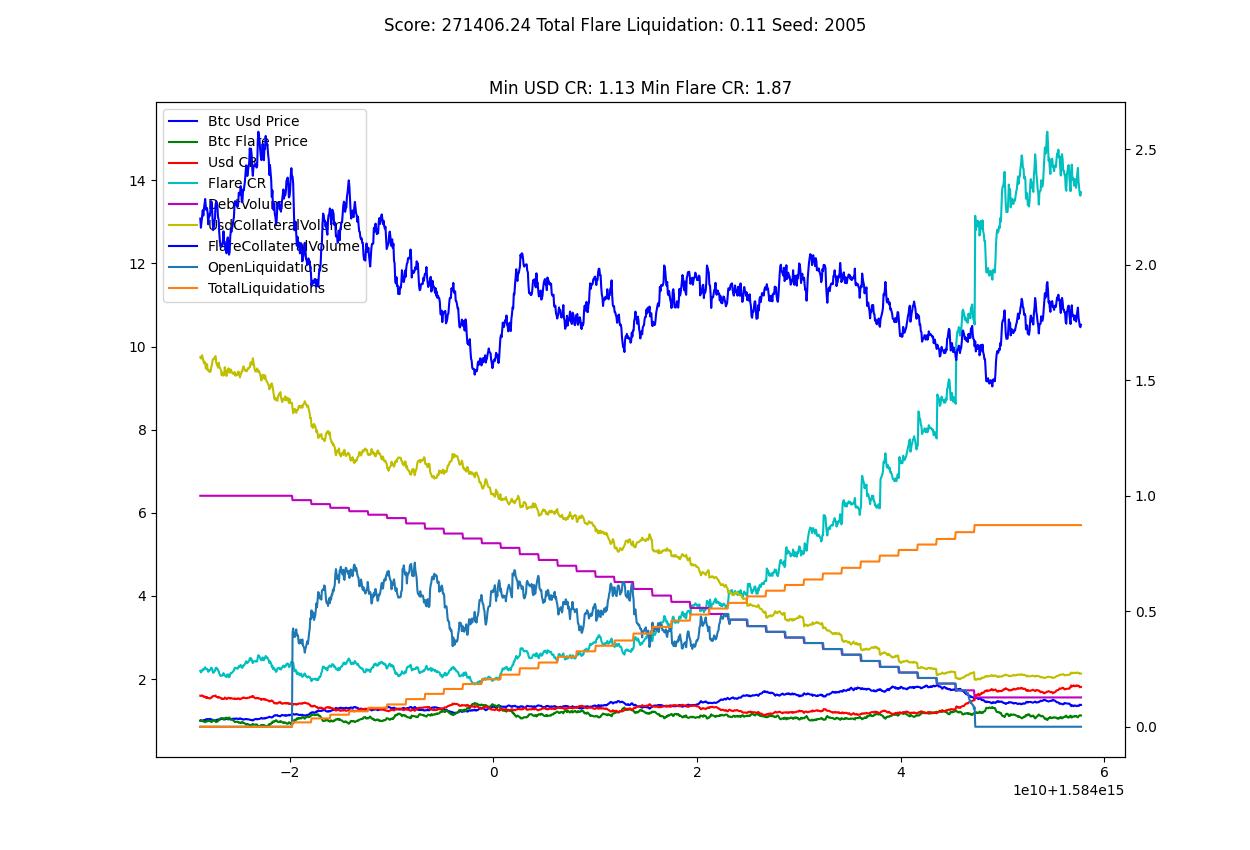 Score: 271406.24 Total Flare Liquidation: 0.11 Seed: 2005
Min USD CR: 1.13 Min Flare CR: 1.87
Btc Usd Price
Btc Flare Price
Usd CR
Flare CR
DebtVolume
UsdCollateralVolume
FlareCollateralVolume
OpenLiquidations
TotalLiquidations
14
12
10
8
6
4
2
2.5
2.0
1.5
1.0
0.5
0.0
−2
0
2
4
6
1e10+1.584e15